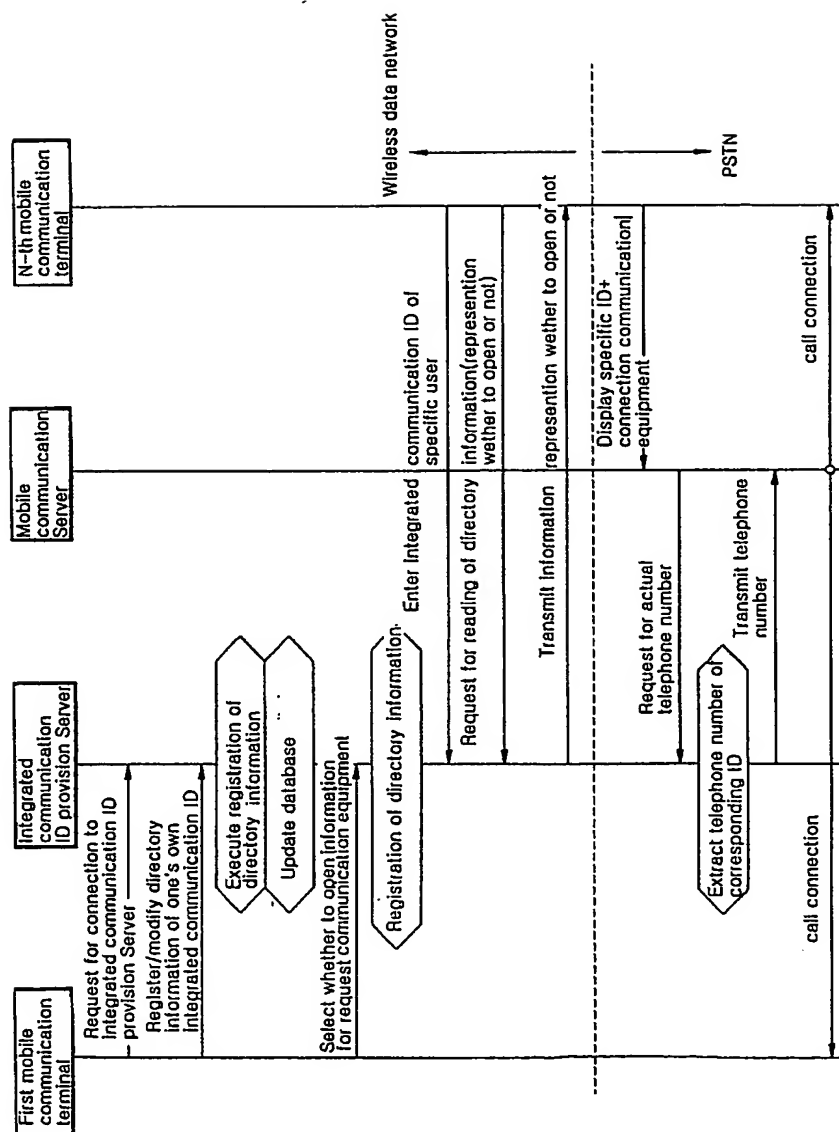 First mobile
communication
terminal
Integrated
communication
ID provision Server
Mobile
communication
Server
N-th mobile
communication
terminal
Request for connection to
integrated communication ID
provision Server
Register/modify directory
information of one's own
integrated communication ID
Execute registration of
directory information
Update database
Select whether to open information
for request communication equipment
Registration of directory information
Wireless data network
Enter Integrated communication ID of
specific user
Request for reading of directory information(represention
wether to open or not)
Transmit information represention wether to open or not
PSTN
Display specific ID+
connection communication
equipment
Request for actual
telephone number
Extract telephone number of
corresponding ID
Transmit telephone
number
call connection
call connection